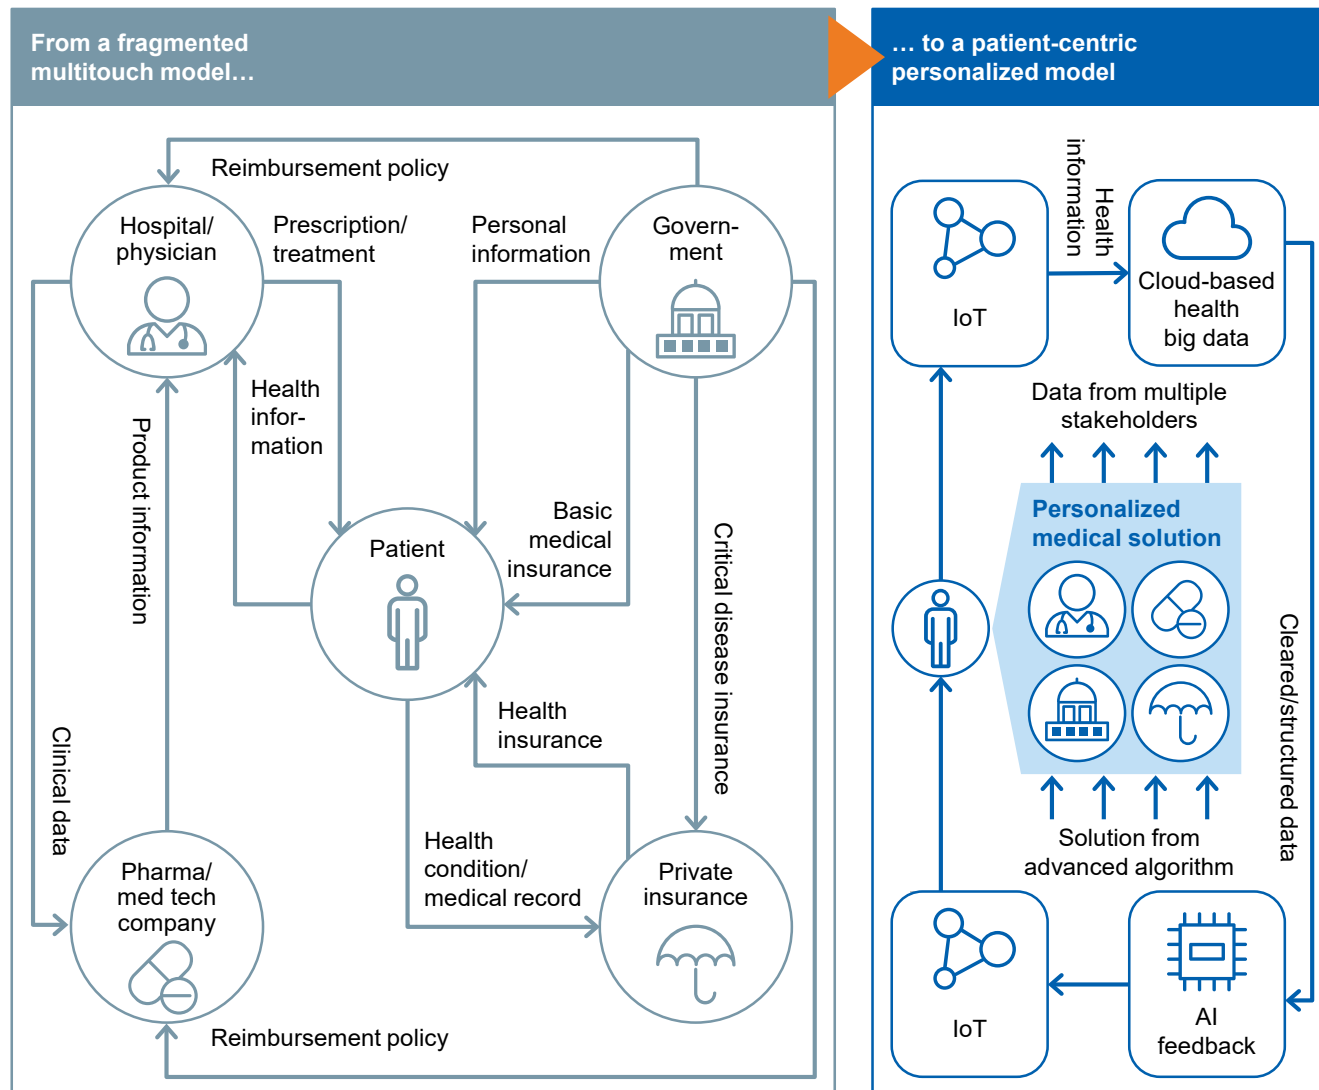 From a fragmented
multitouch model…
… to a patient-centric
personalized model
Reimbursement policy
Hospital/
physician
Prescription/
treatment
Personal
information
Govern-
ment
Health
infor-
mation
Product information
Patient
Basic
medical
insurance
Critical disease insurance
Clinical data
Health
insurance
Health
condition/
medical record
Pharma/
med tech
company
Private
insurance
Reimbursement policy
IoT
Health
information
Cloud-based
health
big data
Data from multiple
stakeholders
Personalized
medical solution
Cleared/structured data
Solution from
advanced algorithm
IoT
AI
feedback